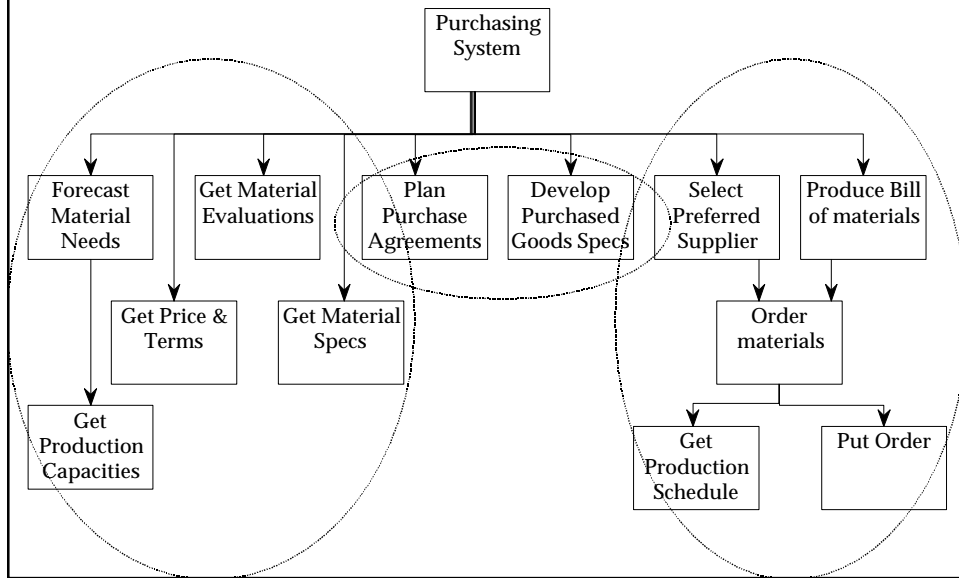 Purchasing
System
Forecast
Material
Needs
Get Material
Evaluations
Plan
Purchase
Agreements
Develop
Purchased
Goods Specs
Select
Preferred
Supplier
Produce Bill
of materials
Get Price &
Terms
Get Material
Specs
Order
materials
Get
Production
Capacities
Get
Production
Schedule
Put Order